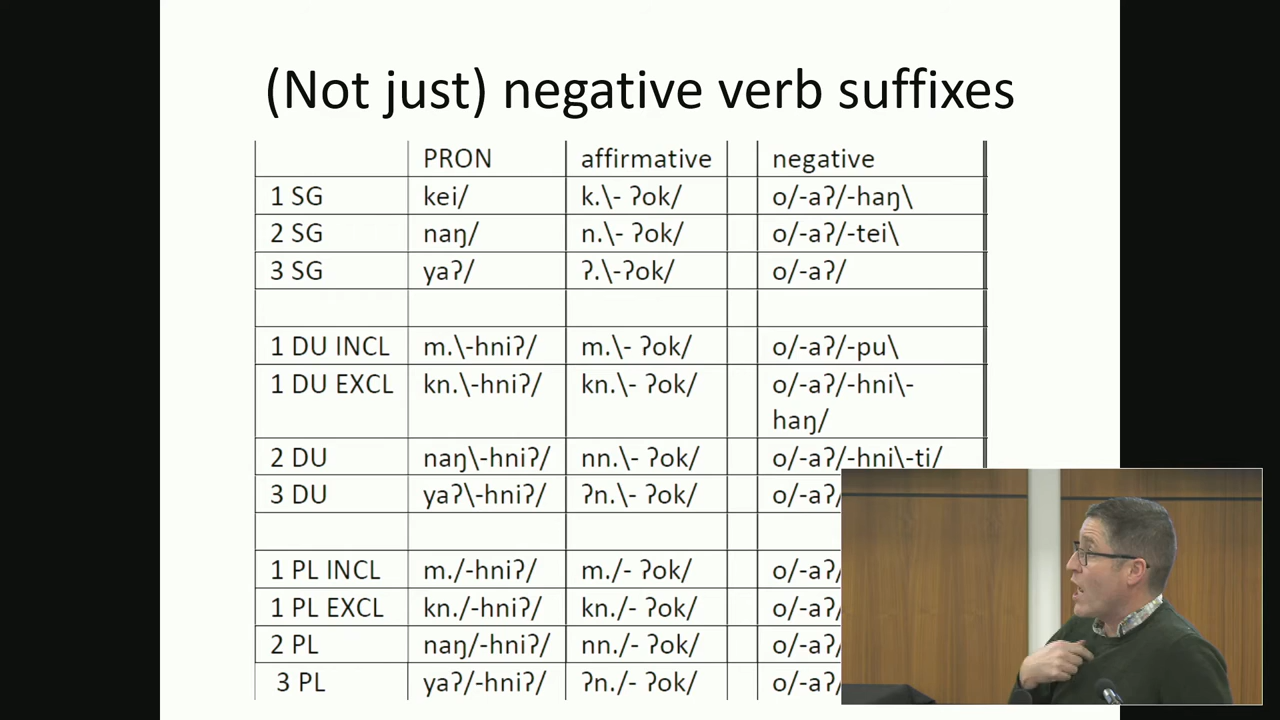 (Not just) negative verb suffixes
PRON affirmative negative
1 SG kei/ k.\- ʔok/ o/-aʔ/-haŋ\
2 SG naŋ/ n.\- ʔok/ o/-aʔ/-tei\
3 SG yaʔ/ ʔ.\-ʔok/ o/-aʔ/
1 DU INCL m.\-hniʔ/ m.\- ʔok/ o/-aʔ/-pu\
1 DU EXCL kn.\-hniʔ/ kn.\- ʔok/ o/-aʔ/-hni\-
haŋ/
2 DU naŋ\-hniʔ/ nn.\- ʔok/ o/-aʔ/-hni\-ti/
3 DU yaʔ\-hniʔ/ ʔn.\- ʔok/ o/-aʔ/
1 PL INCL m./-hniʔ/ m./- ʔok/ o/-aʔ/
1 PL EXCL kn./-hniʔ/ kn./- ʔok/ o/-aʔ/
2 PL naŋ/-hniʔ/ nn./- ʔok/ o/-aʔ/
3 PL yaʔ/-hniʔ/ ʔn./- ʔok/ o/-aʔ/